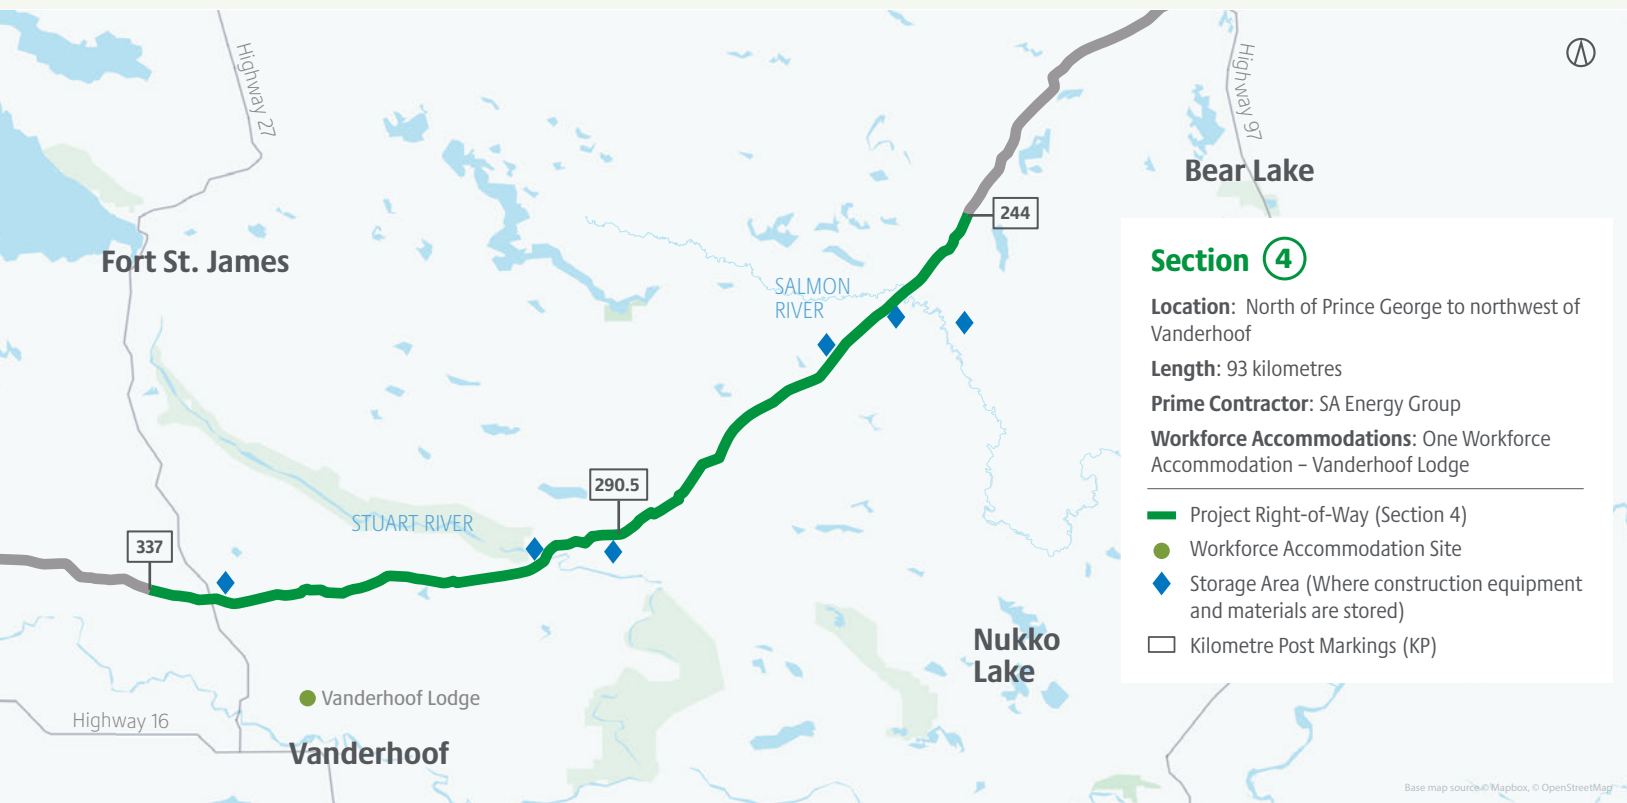 Highway 27
Highway 97
Bear Lake
244
Fort St. James
SALMON
RIVER
290.5
STUART RIVER
337
Nukko
Lake
Vanderhoof Lodge
Highway 16
Vanderhoof
Section 4
Location: North of Prince George to northwest of
Vanderhoof
Length: 93 kilometres
Prime Contractor: SA Energy Group
Workforce Accommodations: One Workforce
Accommodation – Vanderhoof Lodge
Project Right-of-Way (Section 4)
Workforce Accommodation Site
Storage Area (Where construction equipment
and materials are stored)
Kilometre Post Markings (KP)
Base map source © Mapbox, © OpenStreetMap